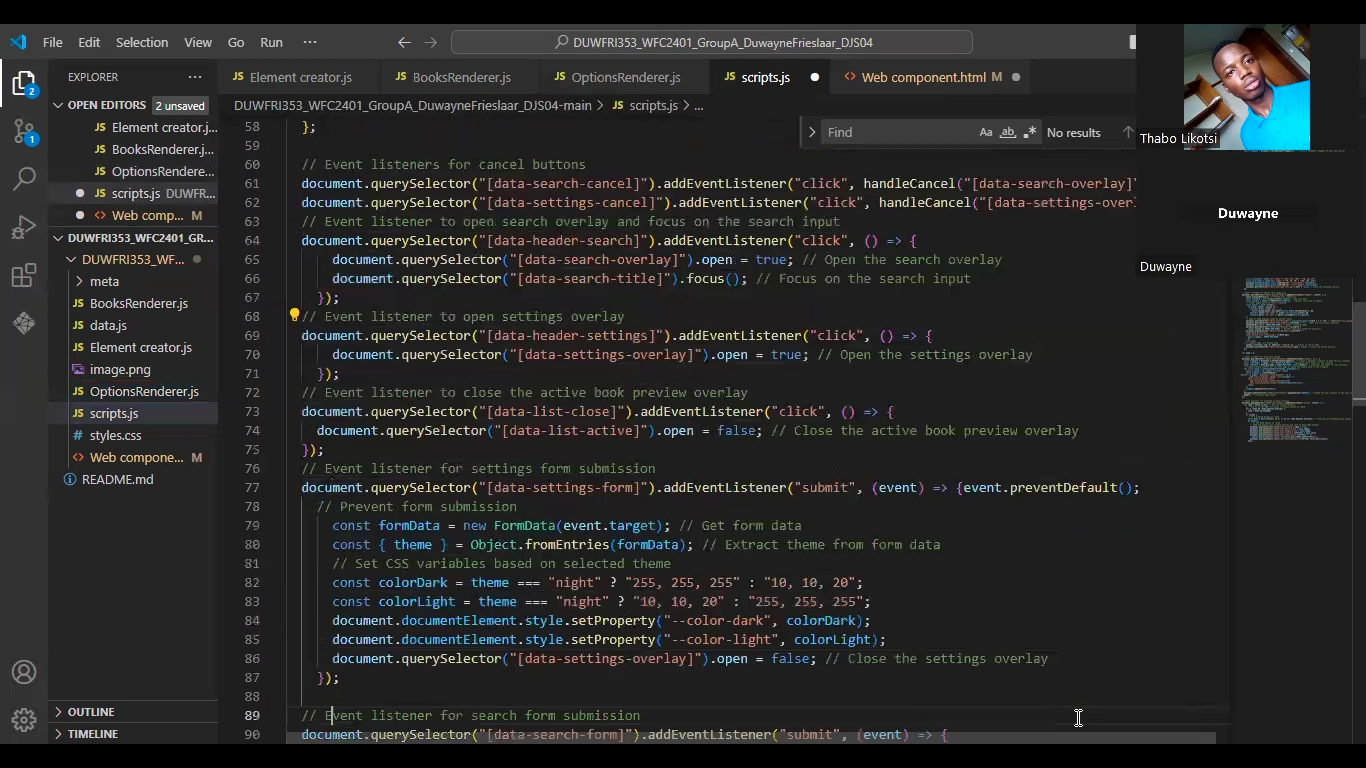 File Edit Selection View Go Run ··· DUWFRI353_WFC2401_GroupA_DuwayneFrieslaar_DJS04
EXPLORER ···
OPEN EDITORS 2 unsaved
JS Element creator.j...
JS BooksRenderer.j...
JS OptionsRendere...
JS scripts.js DUWFR...
<> Web comp... M
DUWFRI353_WFC2401_GR...
DUWFRI353_WF...
meta
JS BooksRenderer.js
JS data.js
JS Element creator.js
image.png
JS OptionsRenderer.js
JS scripts.js
# styles.css
<> Web compone... M
README.md
OUTLINE
TIMELINE
2
1
JS Element creator.js JS BooksRenderer.js JS OptionsRenderer.js JS scripts.js <> Web component.html M
DUWFRI353_WFC2401_GroupA_DuwayneFrieslaar_DJS04-main > JS scripts.js > ...
Find Aa ab .* No results
58 };
59
60 // Event listeners for cancel buttons
61 document.querySelector("[data-search-cancel]").addEventListener("click", handleCancel("[data-search-overlay]"
62 document.querySelector("[data-settings-cancel]").addEventListener("click", handleCancel("[data-settings-over
63 // Event listener to open search overlay and focus on the search input
64 document.querySelector("[data-header-search]").addEventListener("click", () => {
65 document.querySelector("[data-search-overlay]").open = true; // Open the search overlay
66 document.querySelector("[data-search-title]").focus(); // Focus on the search input
67 });
68 // Event listener to open settings overlay
69 document.querySelector("[data-header-settings]").addEventListener("click", () => {
70 document.querySelector("[data-settings-overlay]").open = true; // Open the settings overlay
71 });
72 // Event listener to close the active book preview overlay
73 document.querySelector("[data-list-close]").addEventListener("click", () => {
74 document.querySelector("[data-list-active]").open = false; // Close the active book preview overlay
75 });
76 // Event listener for settings form submission
77 document.querySelector("[data-settings-form]").addEventListener("submit", (event) => {event.preventDefault();
78 // Prevent form submission
79 const formData = new FormData(event.target); // Get form data
80 const { theme } = Object.fromEntries(formData); // Extract theme from form data
81 // Set CSS variables based on selected theme
82 const colorDark = theme === "night" ? "255, 255, 255" : "10, 10, 20";
83 const colorLight = theme === "night" ? "10, 10, 20" : "255, 255, 255";
84 document.documentElement.style.setProperty("--color-dark", colorDark);
85 document.documentElement.style.setProperty("--color-light", colorLight);
86 document.querySelector("[data-settings-overlay]").open = false; // Close the settings overlay
87 });
88
89 // Event listener for search form submission
90 document.querySelector("[data-search-form]").addEventListener("submit", (event) => {
Thabo Likotsi
Duwayne
Duwayne